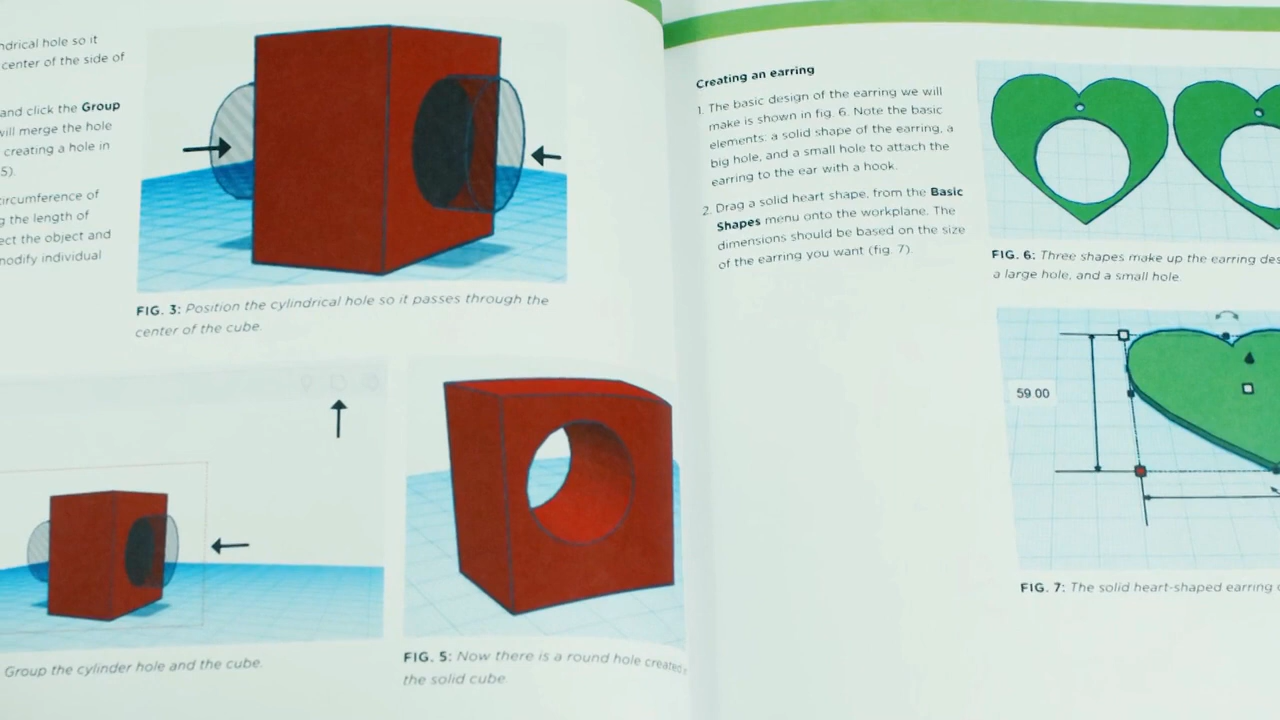 ndrical hole so it
center of the side of
and click the Group
will merge the hole
creating a hole in
5).
circumference of
g the length of
ect the object and
modify individual
FIG. 3: Position the cylindrical hole so it passes through the
center of the cube.
Group the cylinder hole and the cube.
FIG. 5: Now there is a round hole created
the solid cube
Creating an earring
1. The basic design of the earring we will
make is shown in fig. 6. Note the basic
elements: a solid shape of the earring, a
big hole, and a small hole to attach the
earring to the ear with a hook.
2. Drag a solid heart shape, from the Basic
Shapes menu onto the workplane. The
dimensions should be based on the size
of the earring you want (fig. 7).
FIG. 6: Three shapes make up the earring des
a large hole, and a small hole.
59.00
FIG. 7: The solid heart-shaped earring